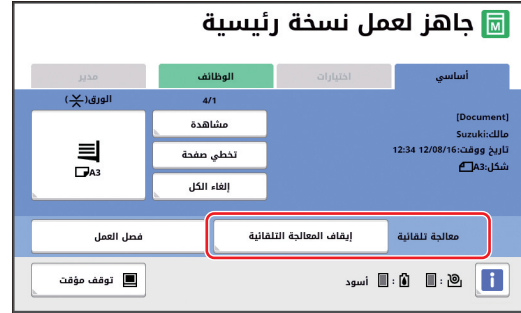 جاهز لعمل نسخة رئيسية
أساسي
اختيارات
الوظائف
مدير
[Document]
مالك:Suzuki
تاريخ ووقت:12/08/16 12:34
شكل:A3
4/1
مشاهدة
تخطي صفحة
إلغاء الكل
الورق(
)
A3
معالجة تلقائية
إيقاف المعالجة التلقائية
فصل العمل
i
أسود
توقف مؤقت